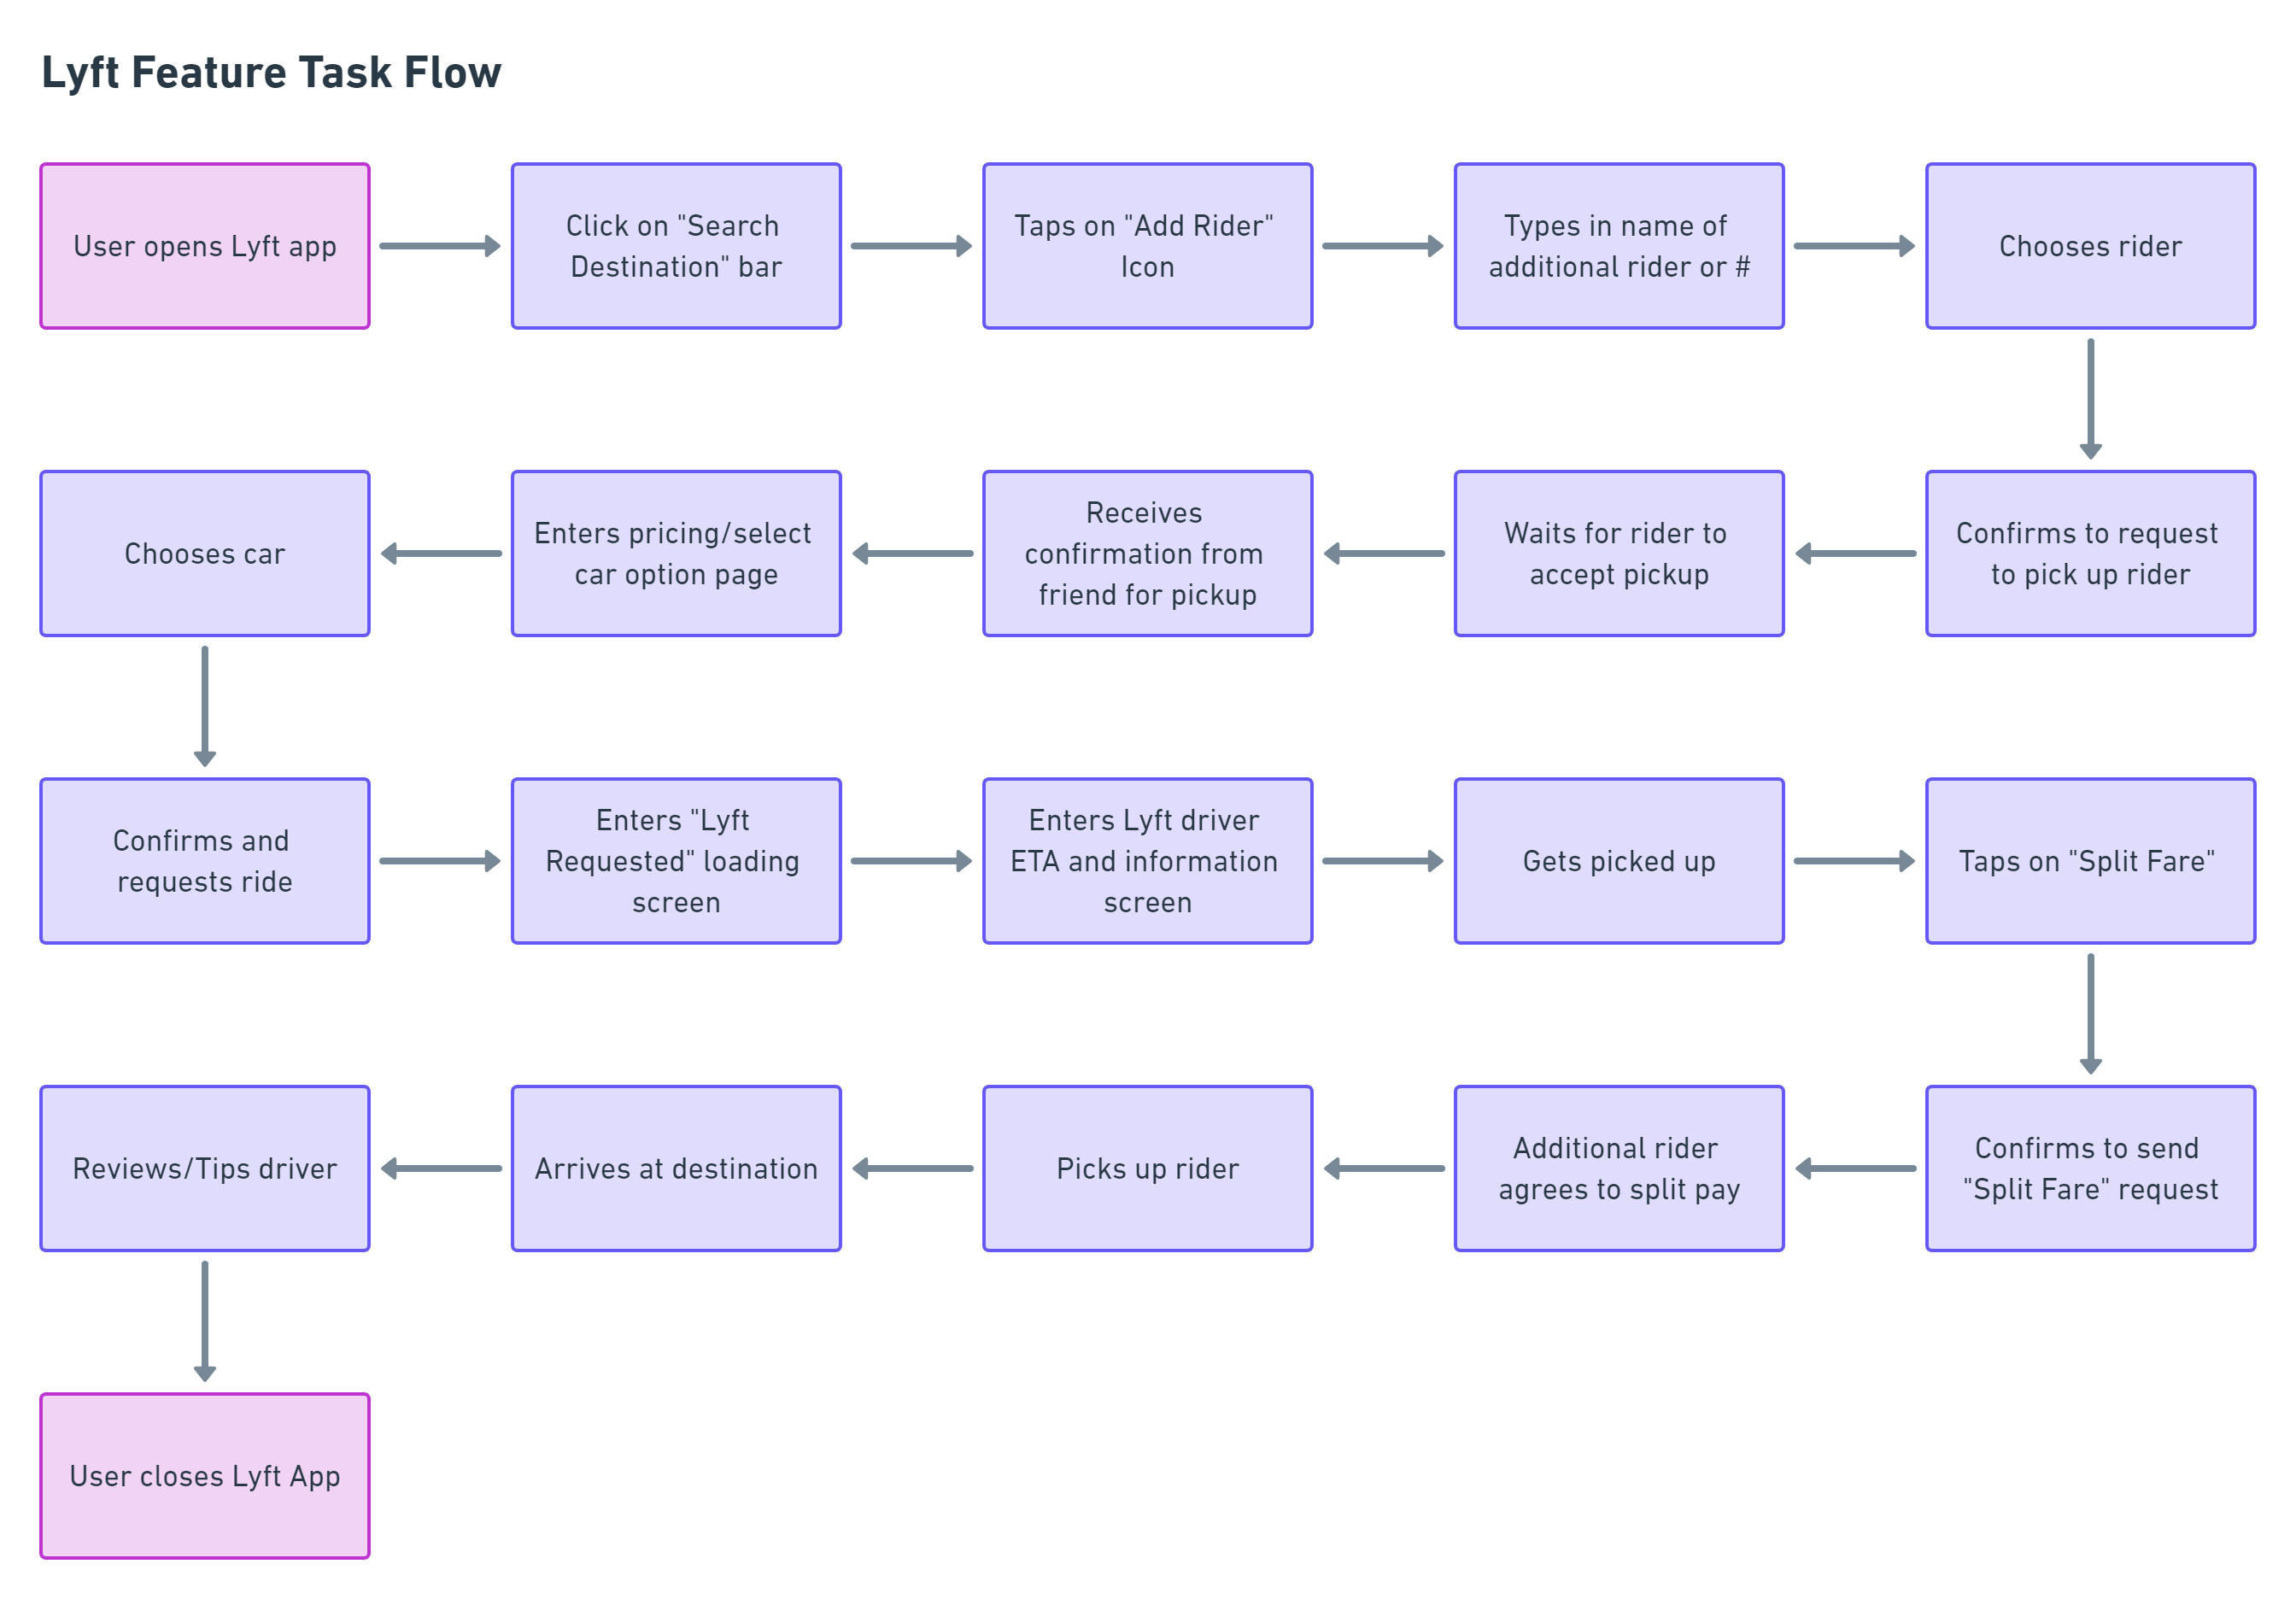 Lyft Feature Task Flow
User opens Lyft app
Click on "Search
Destination" bar
Taps on "Add Rider"
Icon
Types in name of
additional rider or #
Chooses rider
Confirms to request
to pick up rider
Waits for rider to
accept pickup
Receives
confirmation from
friend for pickup
Enters pricing/select
car option page
Chooses car
Confirms and
requests ride
Enters "Lyft
Requested" loading
screen
Enters Lyft driver
ETA and information
screen
Gets picked up
Taps on "Split Fare"
Confirms to send
"Split Fare" request
Additional rider
agrees to split pay
Picks up rider
Arrives at destination
Reviews/Tips driver
User closes Lyft App